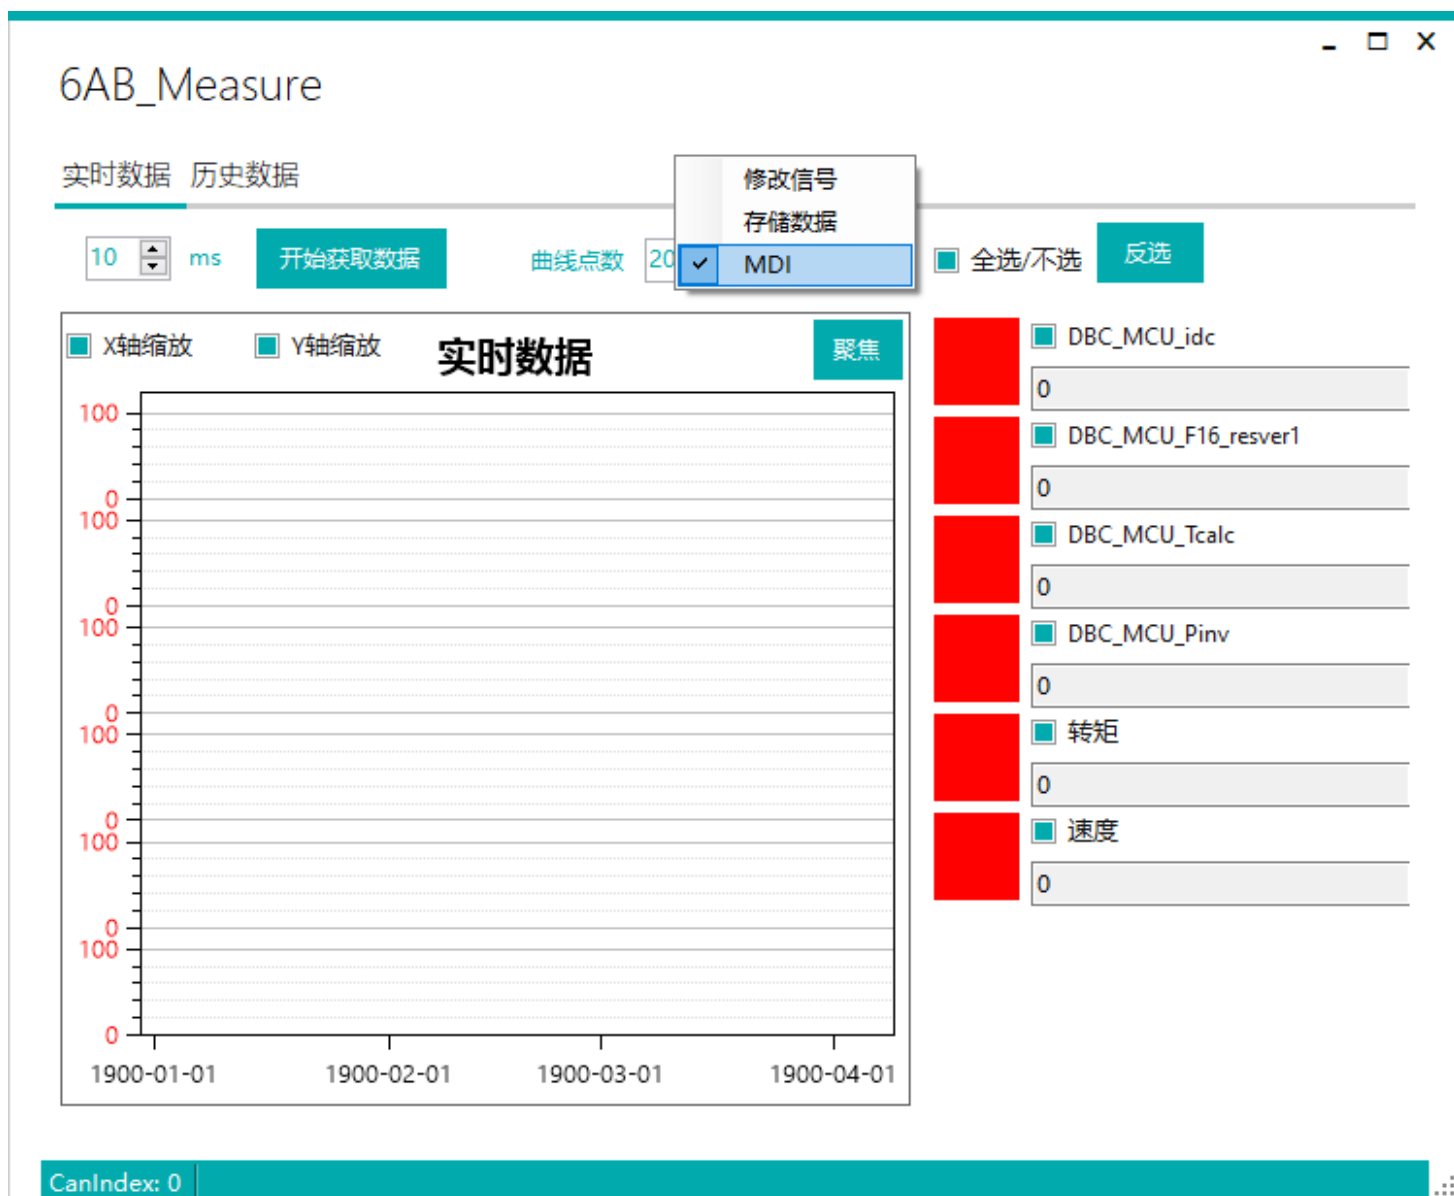 6AB_Measure
实时数据 历史数据
修改信号
存储数据
MDI
10 ms 开始获取数据 曲线点数 20
全选/不选 反选
X轴缩放 Y轴缩放 实时数据 聚焦
100
0
100
0
100
0
100
0
100
0
100
0
1900-01-01 1900-02-01 1900-03-01 1900-04-01
DBC_MCU_idc
0
DBC_MCU_F16_resver1
0
DBC_MCU_Tcalc
0
DBC_MCU_Pinv
0
转矩
0
速度
0
CanIndex: 0